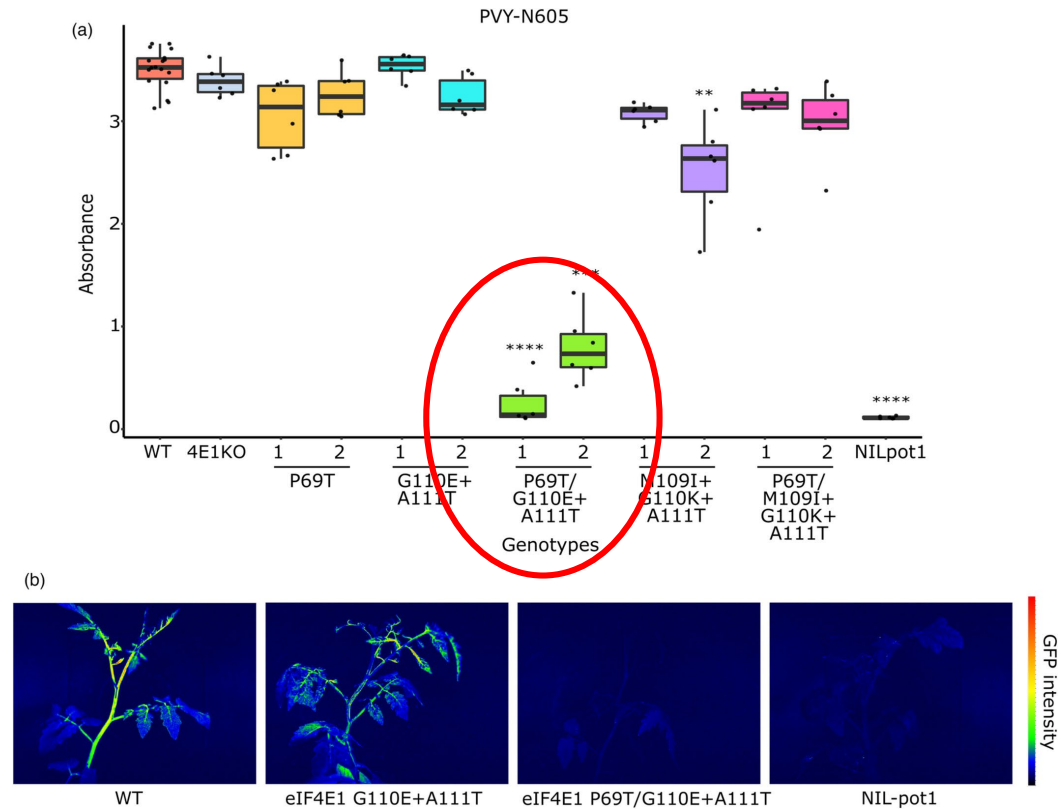 PVY-N605
(a)
Absorbance
3
2
1
0
**
***
****
****
WT 4E1KO 1 2 1 2 1 2 1 2 1 2 NILpot1
P69T G110E+ P69T/ M109I+ P69T/
A111T G110E+ G110K+ M109I+
A111T A111T G110K+
A111T
Genotypes
(b)
GFP intensity
WT eIF4E1 G110E+A111T eIF4E1 P69T/G110E+A111T NIL-pot1